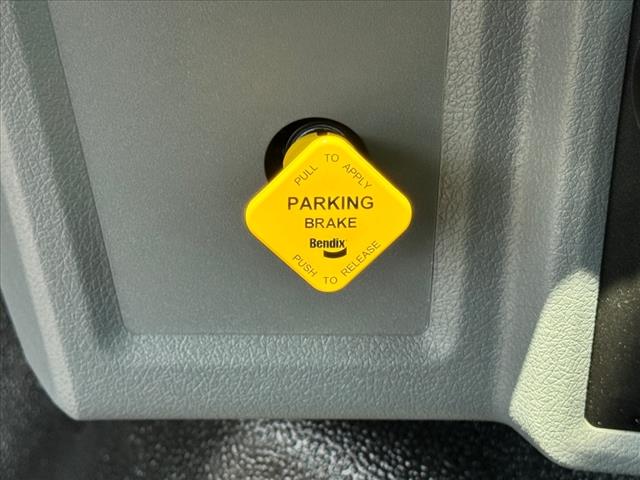 PULL TO APPLY
PARKING
BRAKE
Bendix
PUSH TO RELEASE